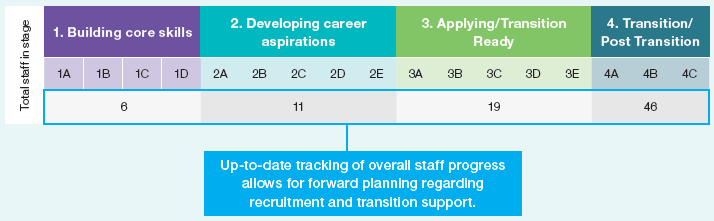 Total staff in stage
1. Building core skills
2. Developing career
aspirations
3. Applying/Transition
Ready
4. Transition/
Post Transition
1A 1B 1C 1D 2A 2B 2C 2D 2E 3A 3B 3C 3D 3E 4A 4B 4C
6 11 19 46
Up-to-date tracking of overall staff progress
allows for forward planning regarding
recruitment and transition support.